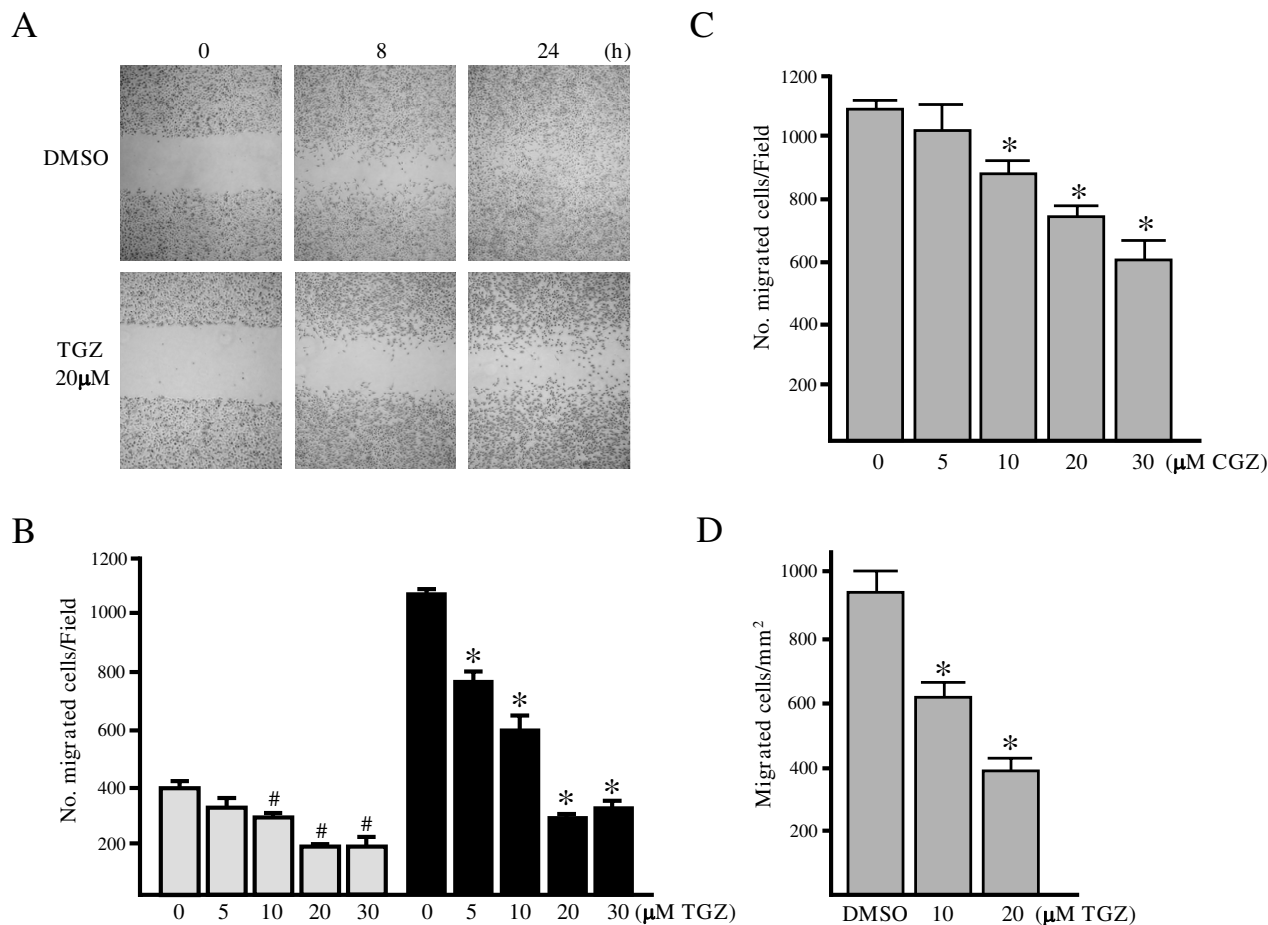 A
0 8 24 (h)
DMSO
TGZ
20μM
B
No. migrated cells/Field
1200
1000
800
600
400
200
# # #
* * * *
0 5 10 20 30 0 5 10 20 30 (μM TGZ)
C
No. migrated cells/Field
1200
1000
800
600
400
200
* * *
0 5 10 20 30 (μM CGZ)
D
Migrated cells/mm²
1000
800
600
400
200
* *
DMSO 10 20 (μM TGZ)